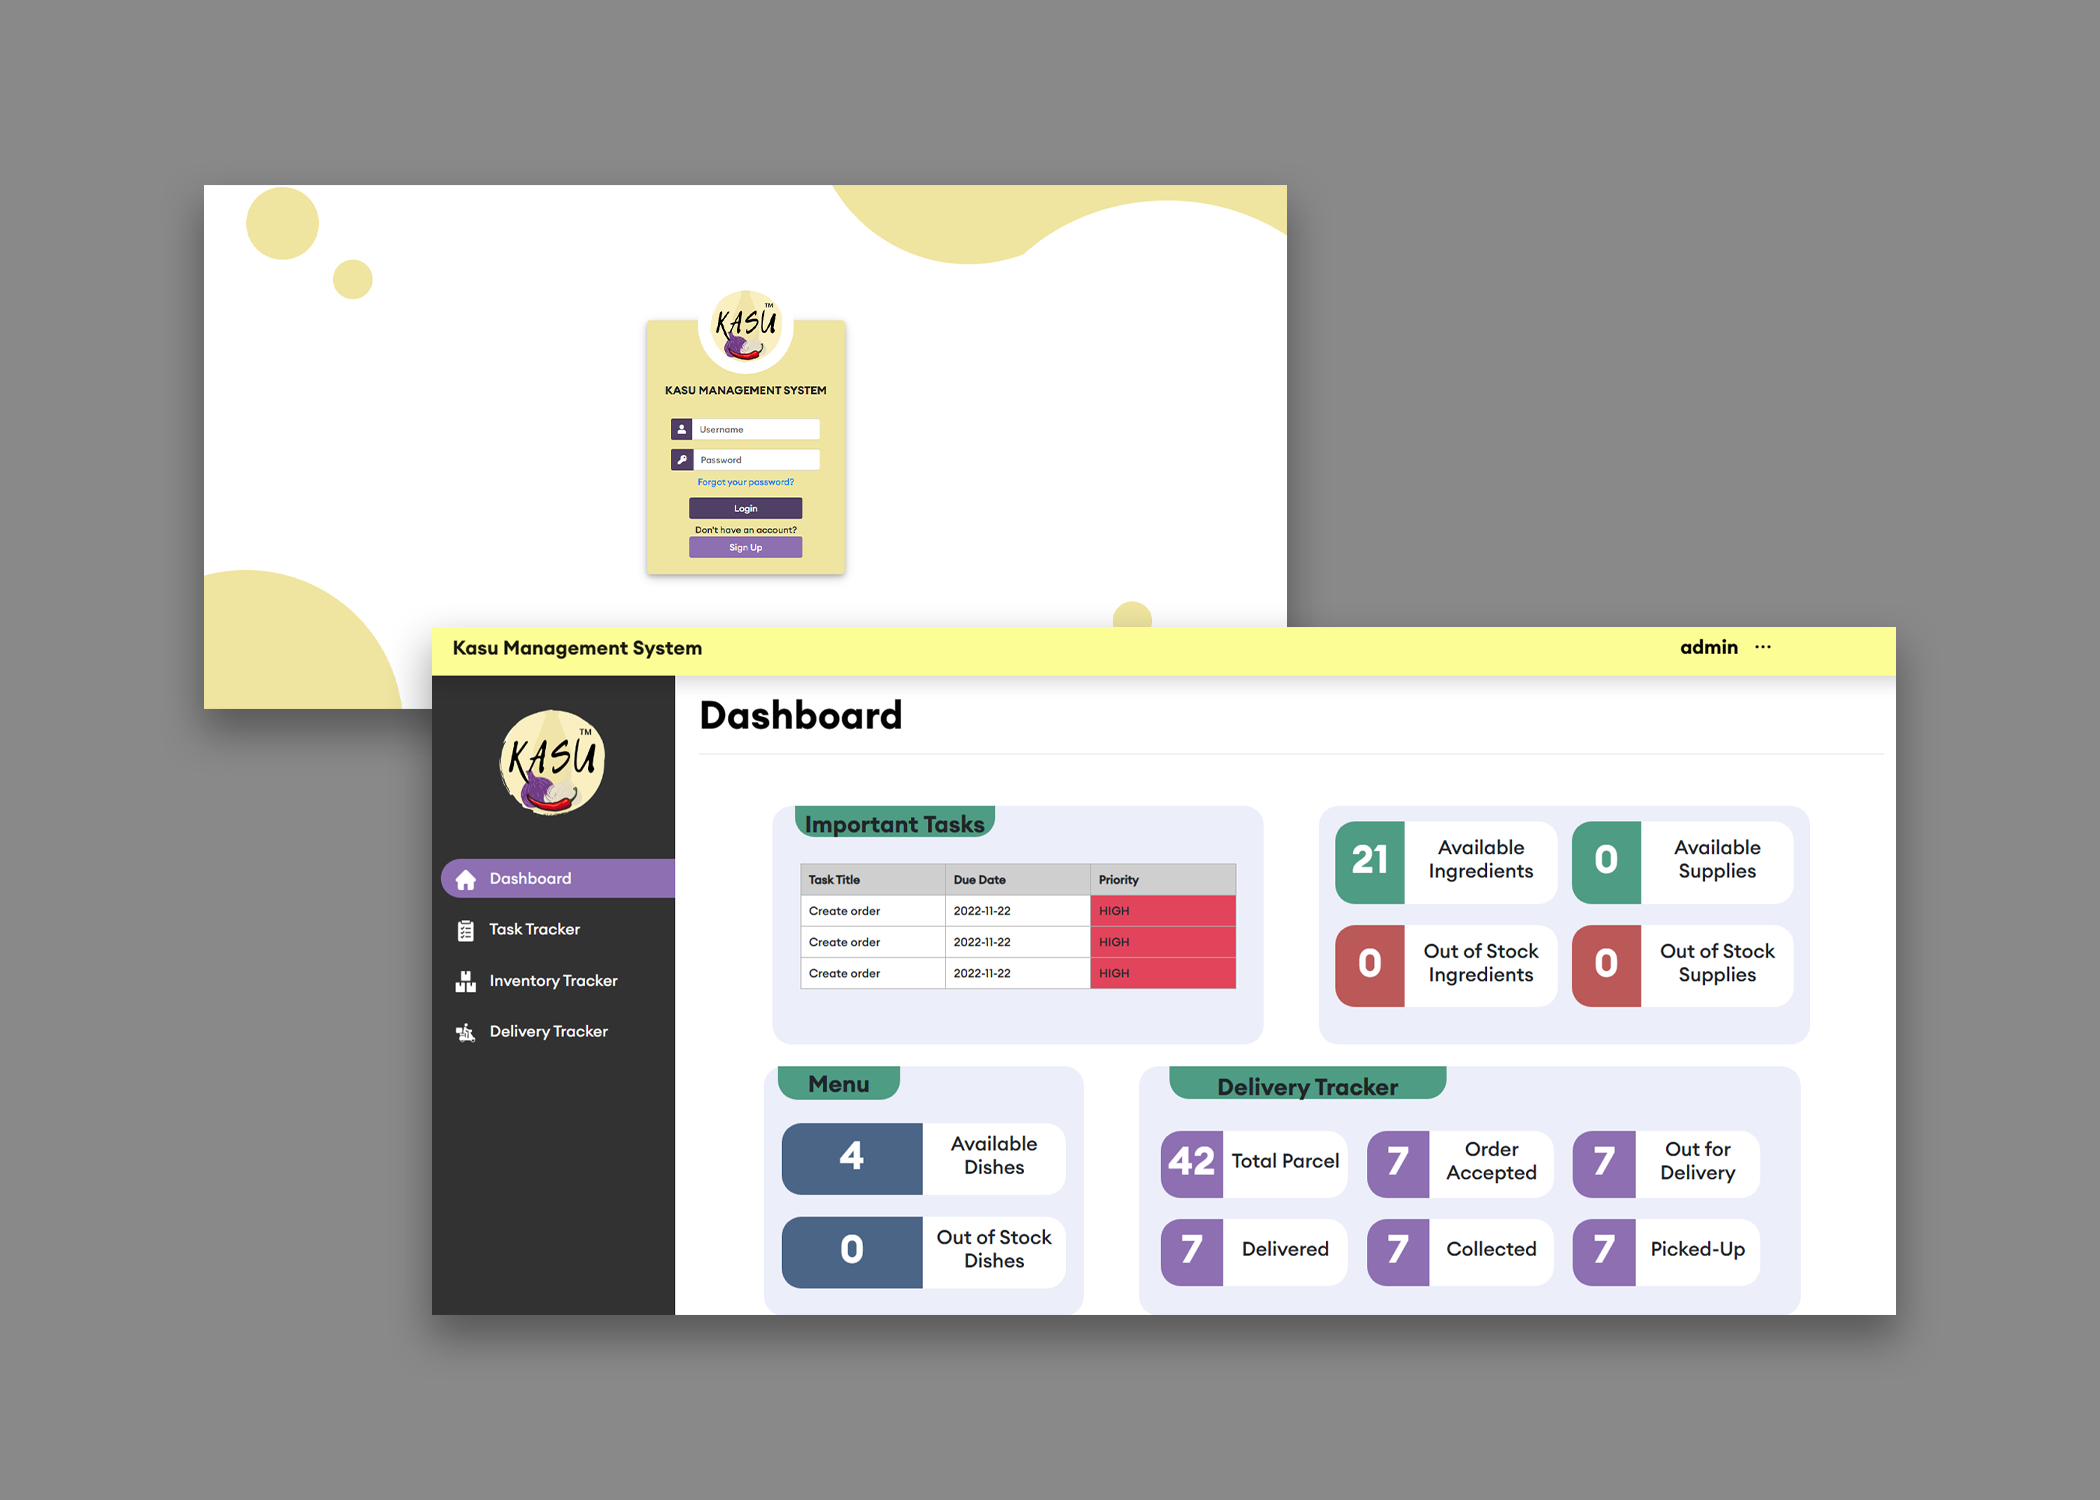 KASU
TM
KASU MANAGEMENT SYSTEM
Username
Password
Forgot your password?
Login
Don't have an account?
Sign Up
Kasu Management System
admin ...
KASU
TM
Dashboard
Task Tracker
Inventory Tracker
Delivery Tracker
Dashboard
Important Tasks
Task Title Due Date Priority
Create order 2022-11-22 HIGH
Create order 2022-11-22 HIGH
Create order 2022-11-22 HIGH
21 Available
Ingredients
0 Available
Supplies
0 Out of Stock
Ingredients
0 Out of Stock
Supplies
Menu
4 Available
Dishes
0 Out of Stock
Dishes
Delivery Tracker
42 Total Parcel
7 Order
Accepted
7 Out for
Delivery
7 Delivered
7 Collected
7 Picked-Up